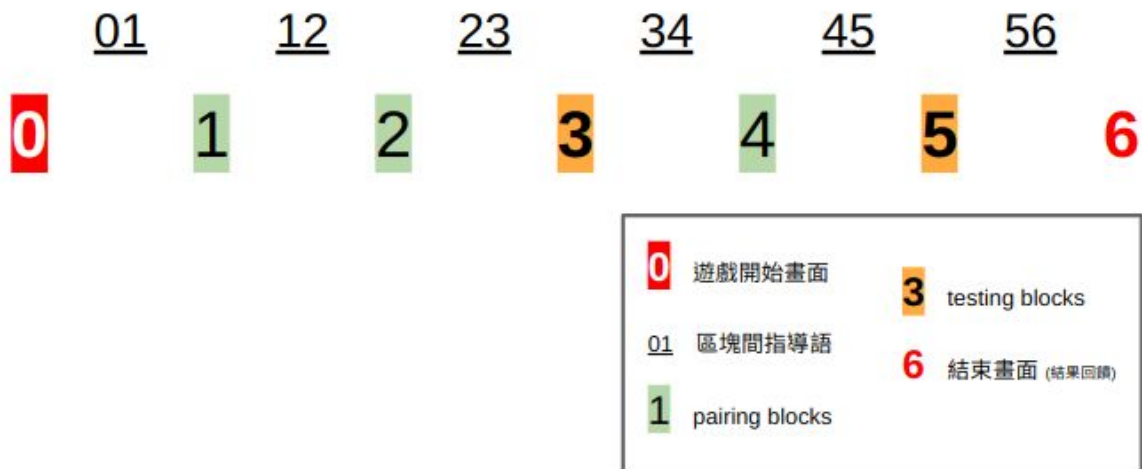 01 12 23 34 45 56
0 1 2 3 4 5 6
0 遊戲開始畫面
01 區塊間指導語
1 pairing blocks
3 testing blocks
6 結束畫面 (結果回饋)